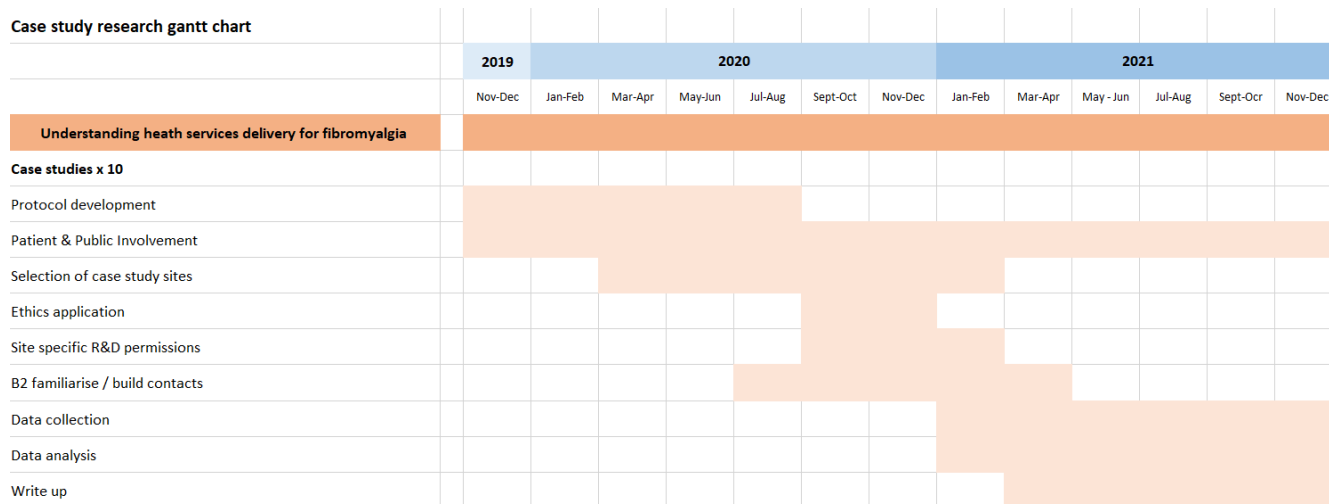 Case study research gantt chart
2019 2020 2021
Nov-Dec Jan-Feb Mar-Apr May-Jun Jul-Aug Sept-Oct Nov-Dec Jan-Feb Mar-Apr May - Jun Jul-Aug Sept-Ocr Nov-Dec
Understanding heath services delivery for fibromyalgia
Case studies x 10
Protocol development
Patient & Public Involvement
Selection of case study sites
Ethics application
Site specific R&D permissions
B2 familiarise / build contacts
Data collection
Data analysis
Write up